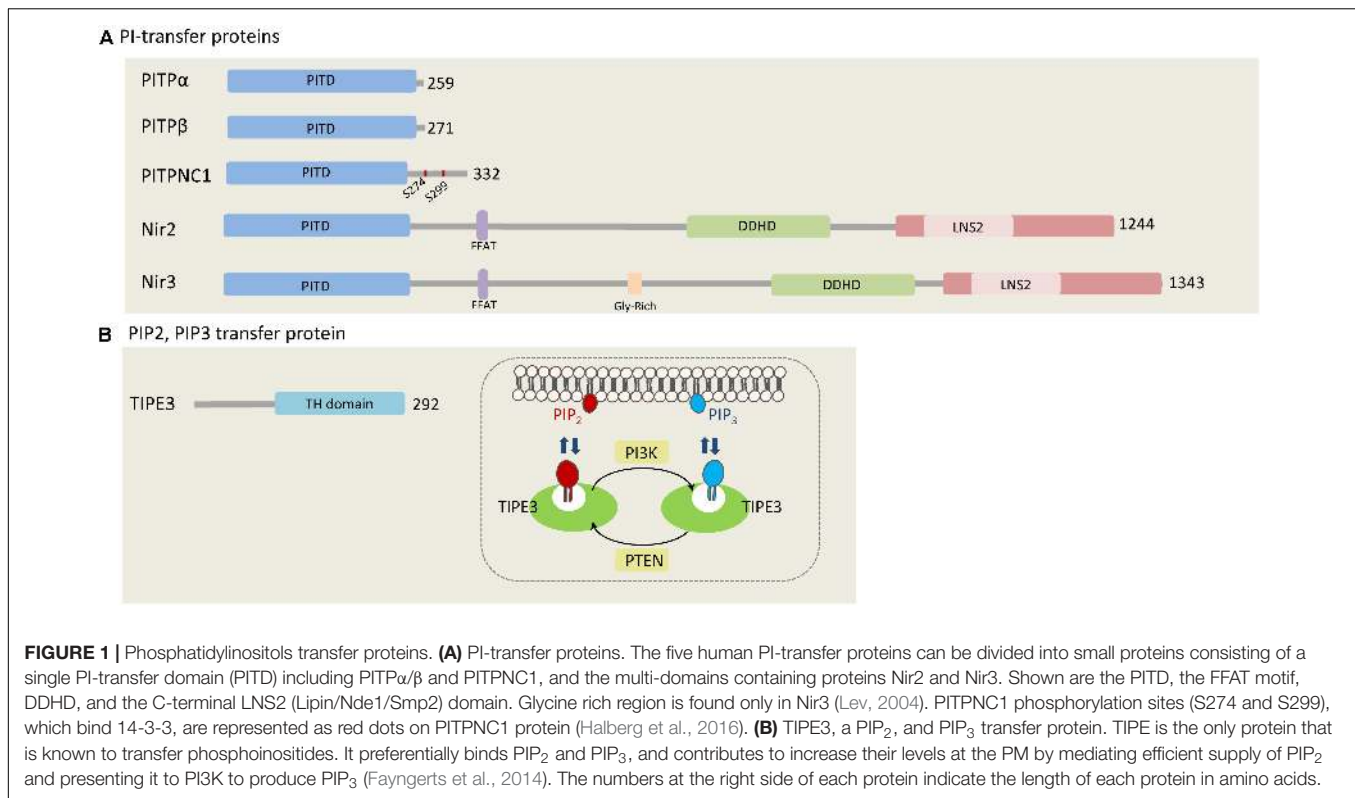 A PI-transfer proteins
PITPα PITD 259
PITPβ PITD 271
PITPNC1 PITD 332
S274 S299
Nir2 PITD DDHD LNS2 1244
FFAT
Nir3 PITD DDHD LNS2 1343
FFAT Gly-Rich
B PIP2, PIP3 transfer protein
TIPE3 TH domain 292
PIP₂ PIP₃
PI3K
TIPE3 TIPE3
PTEN
FIGURE 1 | Phosphatidylinositols transfer proteins. (A) PI-transfer proteins. The five human PI-transfer proteins can be divided into small proteins consisting of a
single PI-transfer domain (PITD) including PITPα/β and PITPNC1, and the multi-domains containing proteins Nir2 and Nir3. Shown are the PITD, the FFAT motif,
DDHD, and the C-terminal LNS2 (Lipin/Nde1/Smp2) domain. Glycine rich region is found only in Nir3 (Lev, 2004). PITPNC1 phosphorylation sites (S274 and S299),
which bind 14-3-3, are represented as red dots on PITPNC1 protein (Halberg et al., 2016). (B) TIPE3, a PIP₂, and PIP₃ transfer protein. TIPE is the only protein that
is known to transfer phosphoinositides. It preferentially binds PIP₂ and PIP₃, and contributes to increase their levels at the PM by mediating efficient supply of PIP₂
and presenting it to PI3K to produce PIP₃ (Fayngerts et al., 2014). The numbers at the right side of each protein indicate the length of each protein in amino acids.